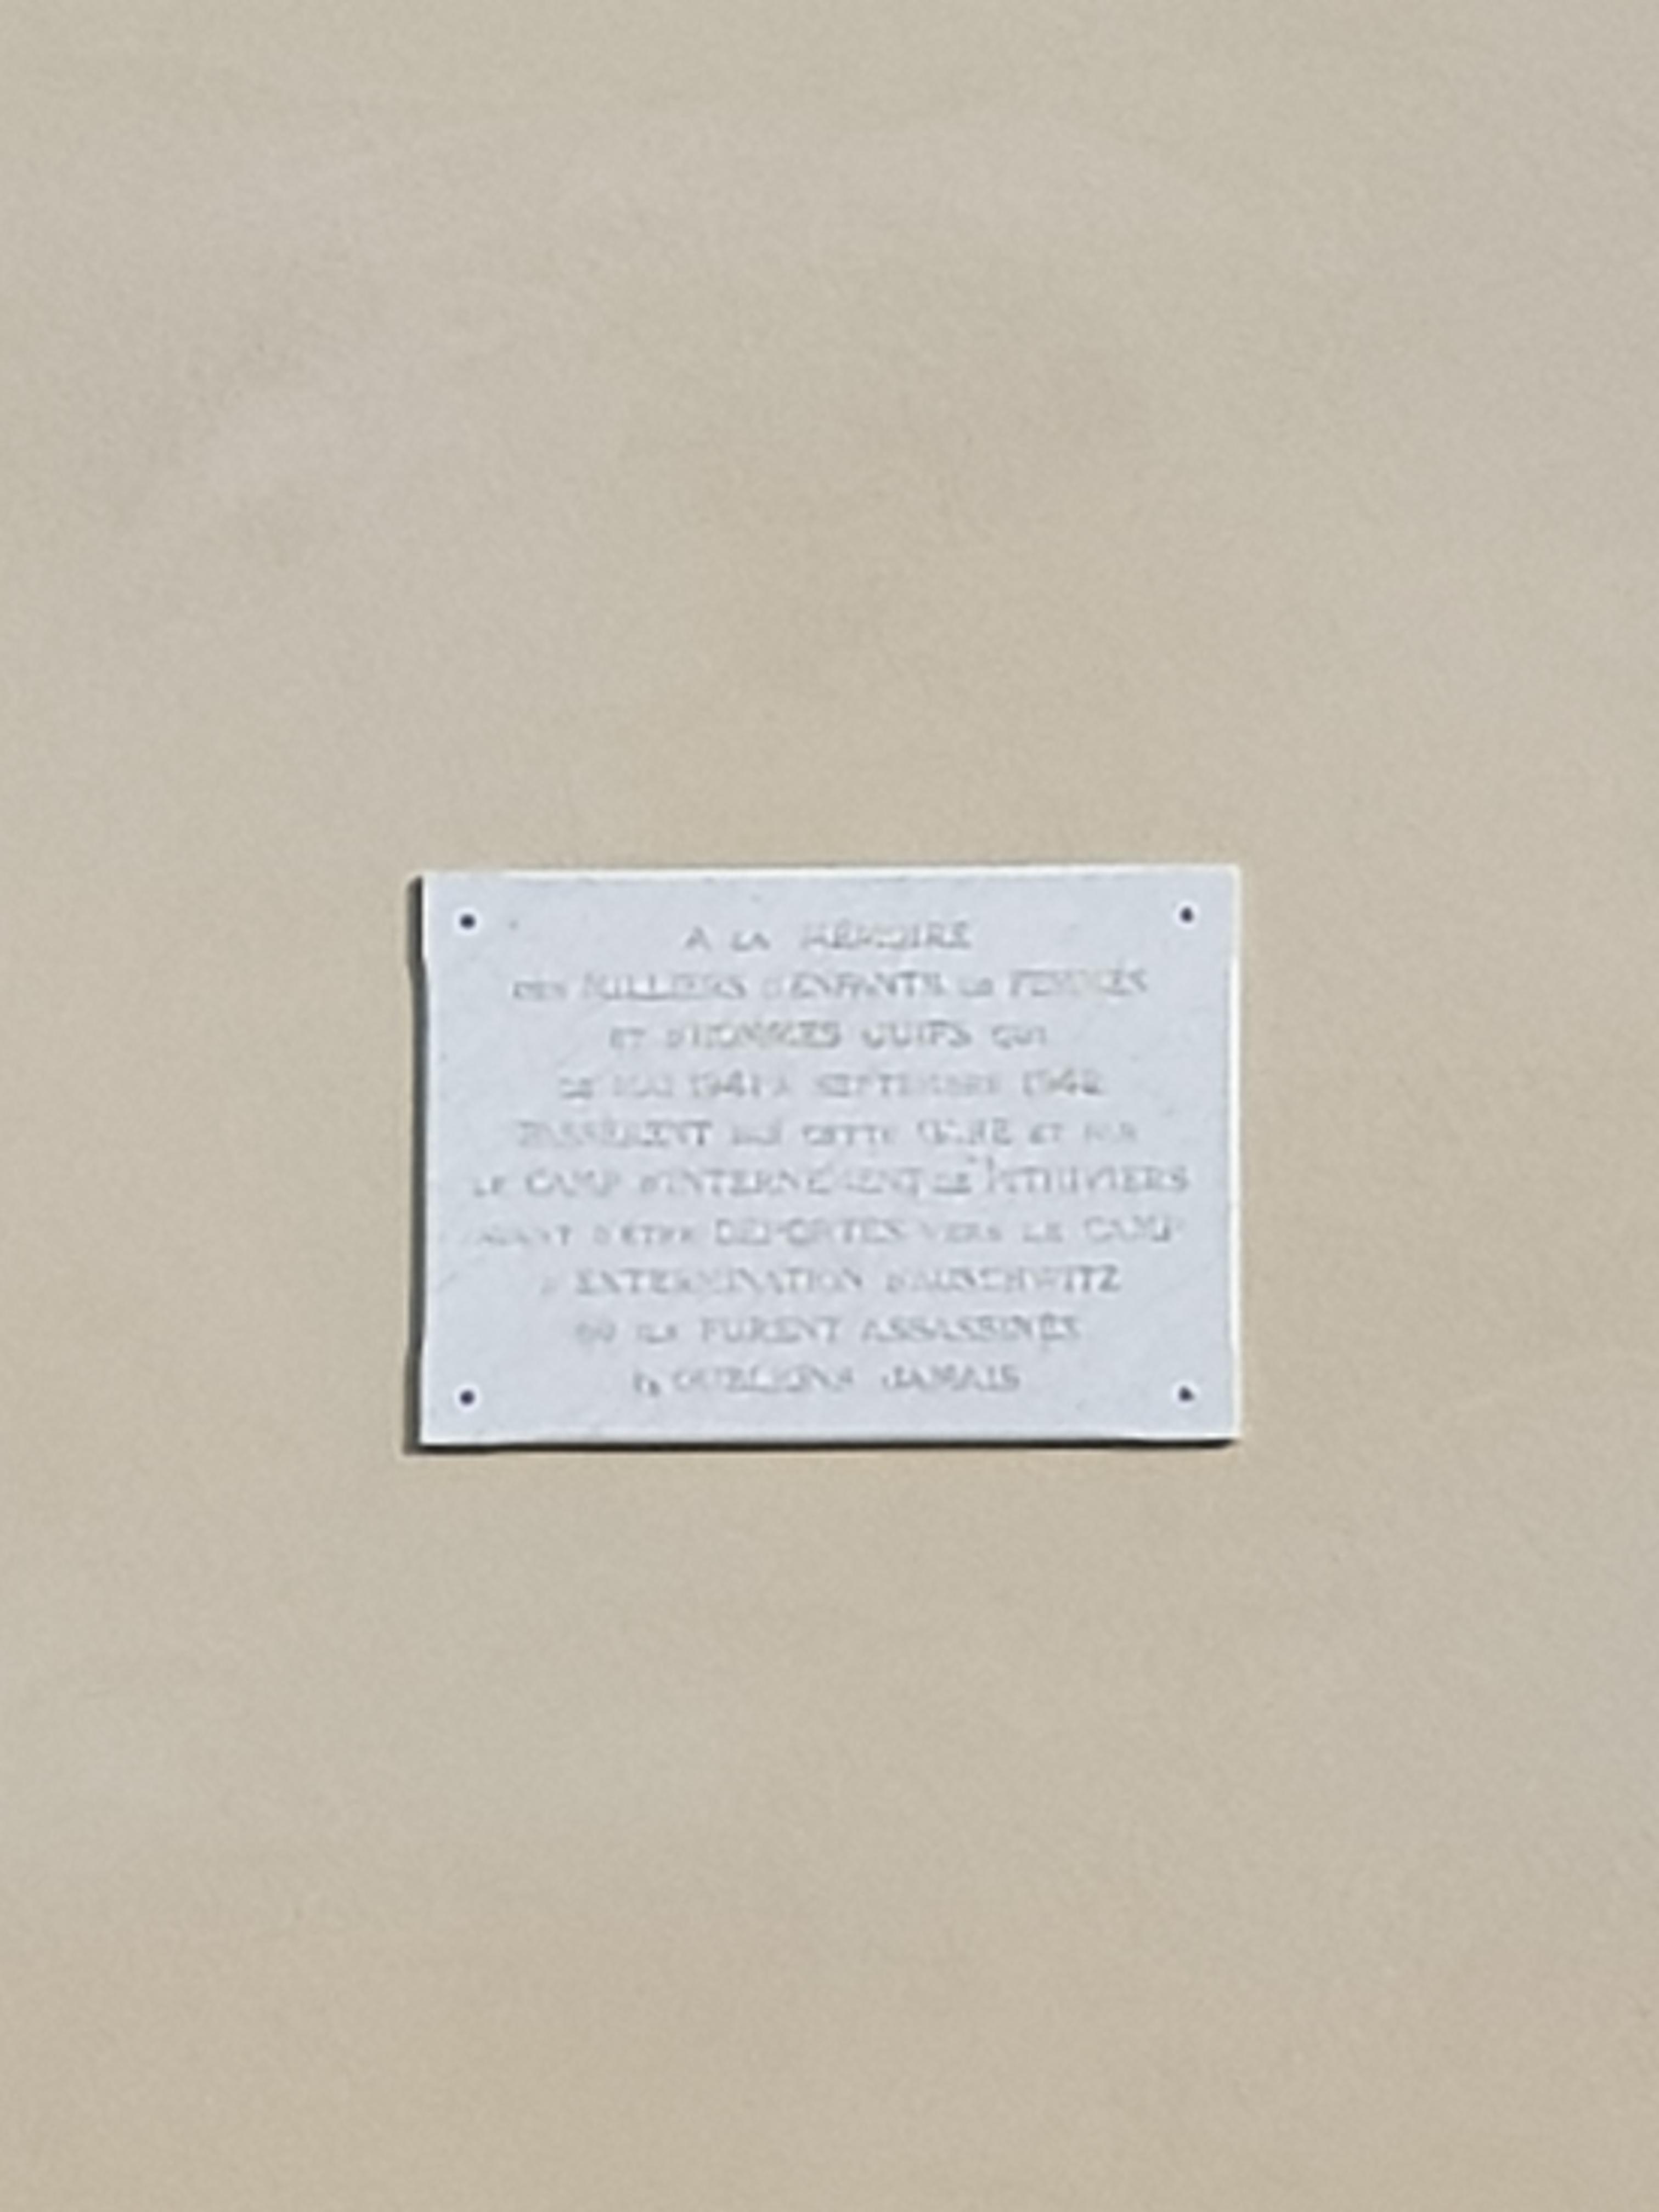 A LA MÉMOIRE
DES MILLIERS D'ENFANTS DE FEMMES
ET D'HOMMES JUIFS QUI
DE MAI 1941 A SEPTEMBRE 1942
PASSÈRENT PAR CETTE GARE ET PAR
LE CAMP D'INTERNEMENT DE PITHIVIERS
AVANT D'ÊTRE DÉPORTÉS VERS LE CAMP
D'EXTERMINATION D'AUSCHWITZ
OÙ ILS FURENT ASSASSINÉS
OUBLIONS JAMAIS